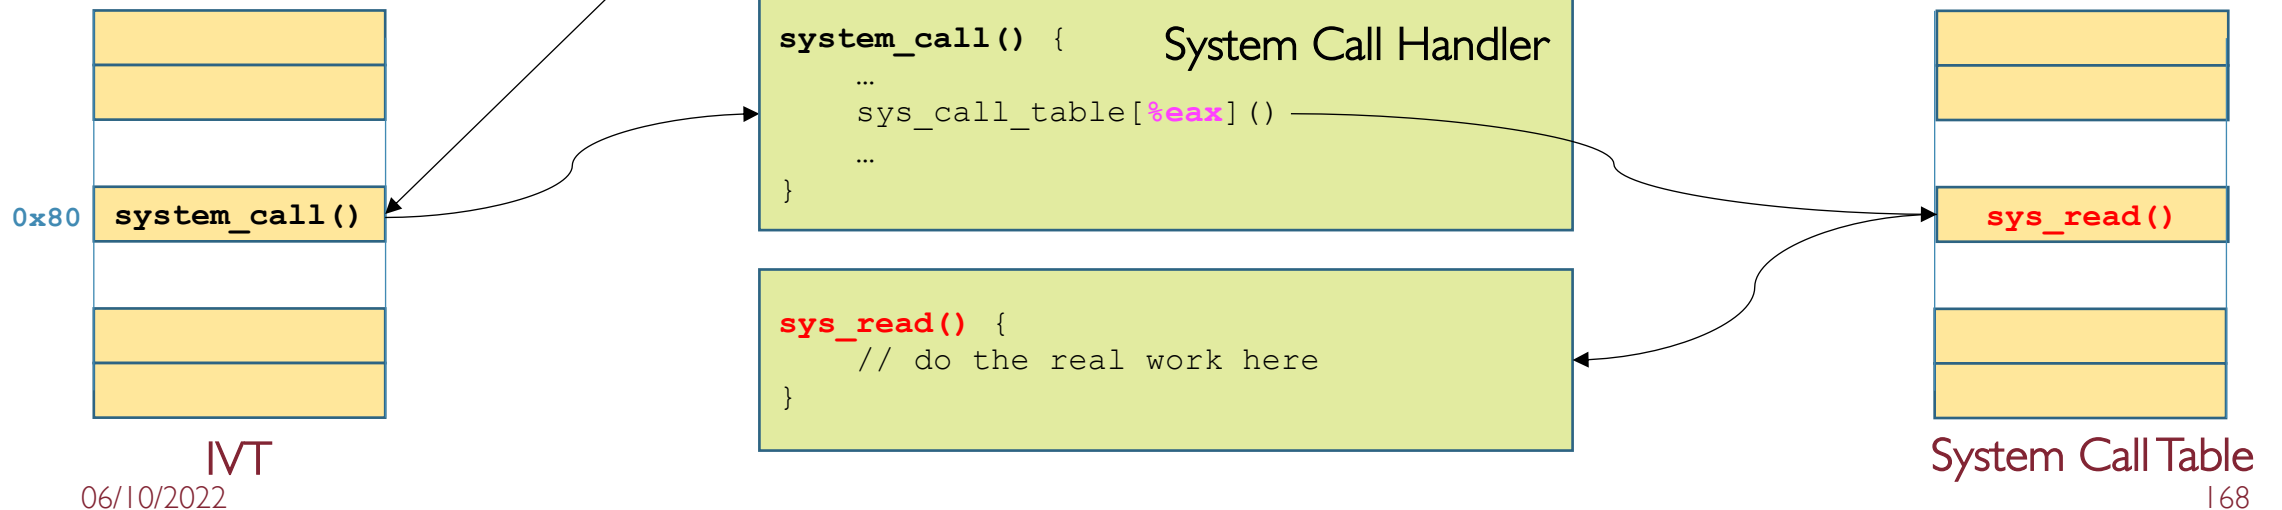 system_call() {
System Call Handler
…
sys_call_table[%eax]()
…
}
0x80
system_call()
sys_read()
sys_read() {
// do the real work here
}
IVT
System Call Table
06/10/2022
168